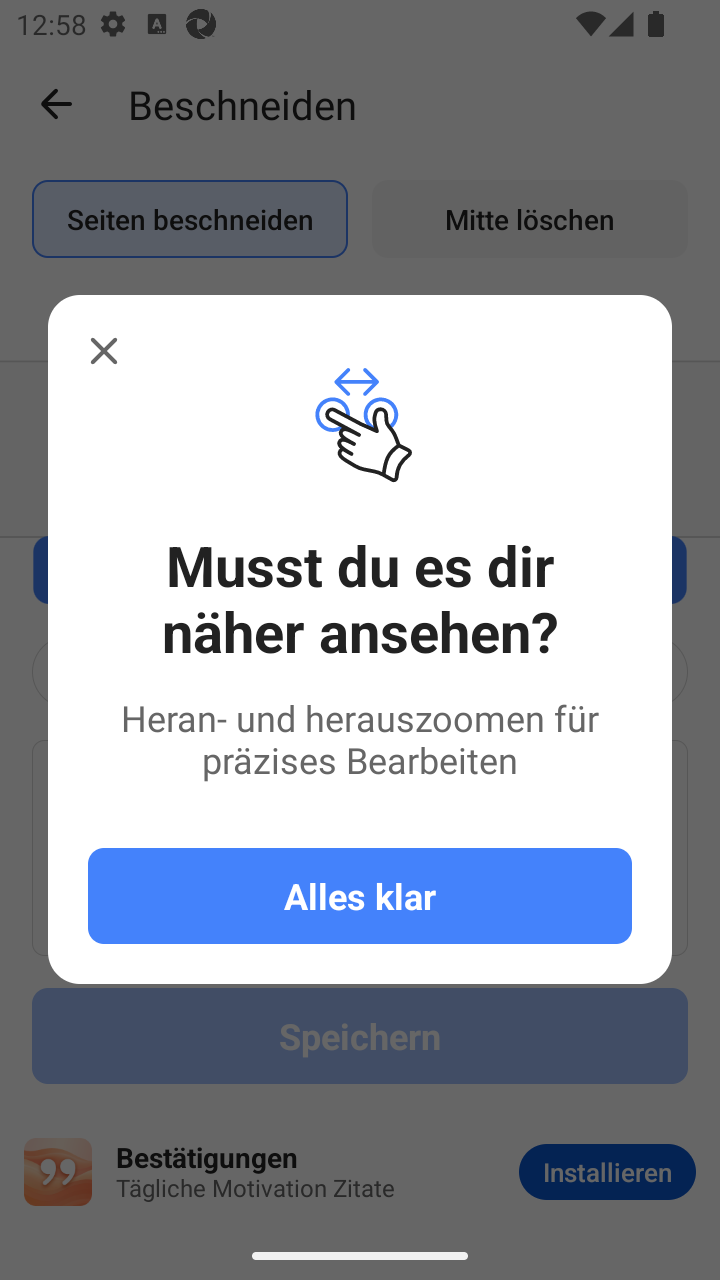 12:58
Beschneiden
Seiten beschneiden
Mitte löschen
Musst du es dir
näher ansehen?
Heran- und herauszoomen für
präzises Bearbeiten
Alles klar
Speichern
Bestätigungen
Tägliche Motivation Zitate
Installieren